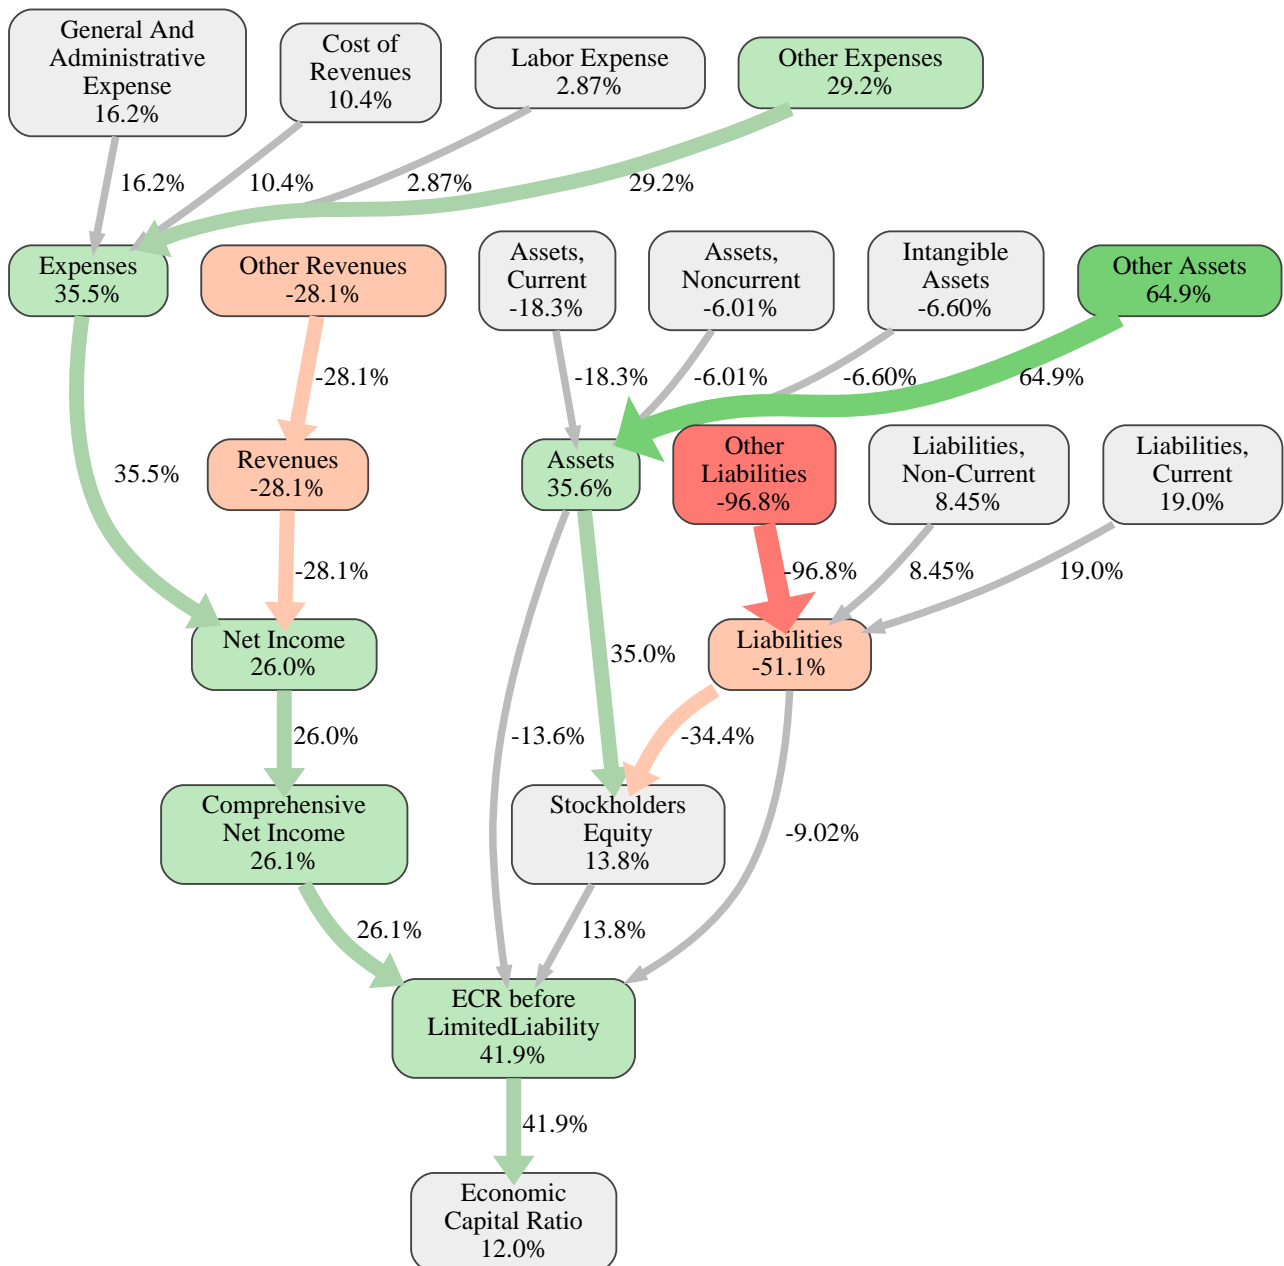 General And
Administrative
Expense
16.2%
Cost of
Revenues
10.4%
Labor Expense
2.87%
Other Expenses
29.2%
16.2%
10.4%
2.87%
29.2%
Expenses
35.5%
Other Revenues
-28.1%
Assets,
Current
-18.3%
Assets,
Noncurrent
-6.01%
Intangible
Assets
-6.60%
Other Assets
64.9%
-28.1%
-18.3%
-6.01%
-6.60%
64.9%
35.5%
Revenues
-28.1%
Assets
35.6%
Other
Liabilities
-96.8%
Liabilities,
Non-Current
8.45%
Liabilities,
Current
19.0%
-28.1%
-96.8%
8.45%
19.0%
Net Income
26.0%
35.0%
Liabilities
-51.1%
26.0%
-13.6%
-34.4%
Comprehensive
Net Income
26.1%
Stockholders
Equity
13.8%
-9.02%
26.1%
13.8%
ECR before
LimitedLiability
41.9%
41.9%
Economic
Capital Ratio
12.0%